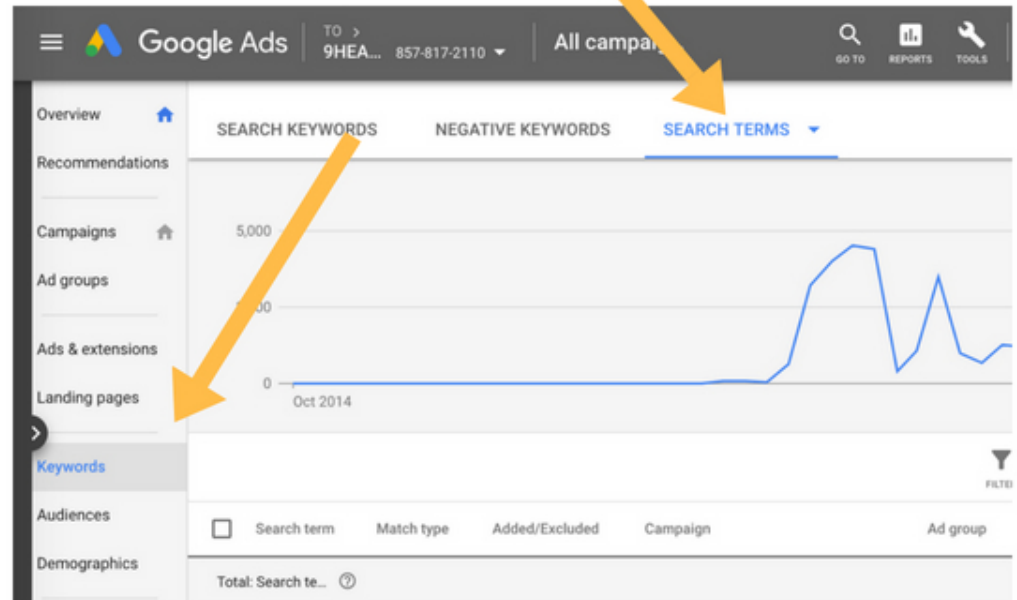 Google Ads
TO >
9HEA... 857-817-2110
All campai
GO TO
REPORTS
TOOLS
Overview
Recommendations
Campaigns
Ad groups
Ads & extensions
Landing pages
Keywords
Audiences
Demographics
SEARCH KEYWORDS NEGATIVE KEYWORDS SEARCH TERMS
5,000
0
Oct 2014
FILTE
Search term Match type Added/Excluded Campaign Ad group
Total: Search te... ?